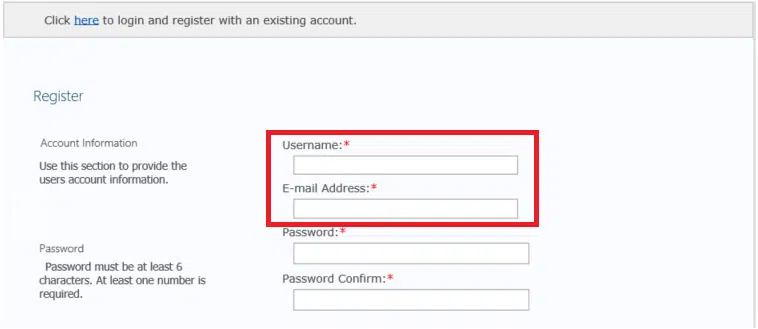 Click here to login and register with an existing account.
Register
Account Information
Use this section to provide the
users account information.
Username:*
E-mail Address:*
Password
Password must be at least 6
characters. At least one number is
required.
Password:*
Password Confirm:*